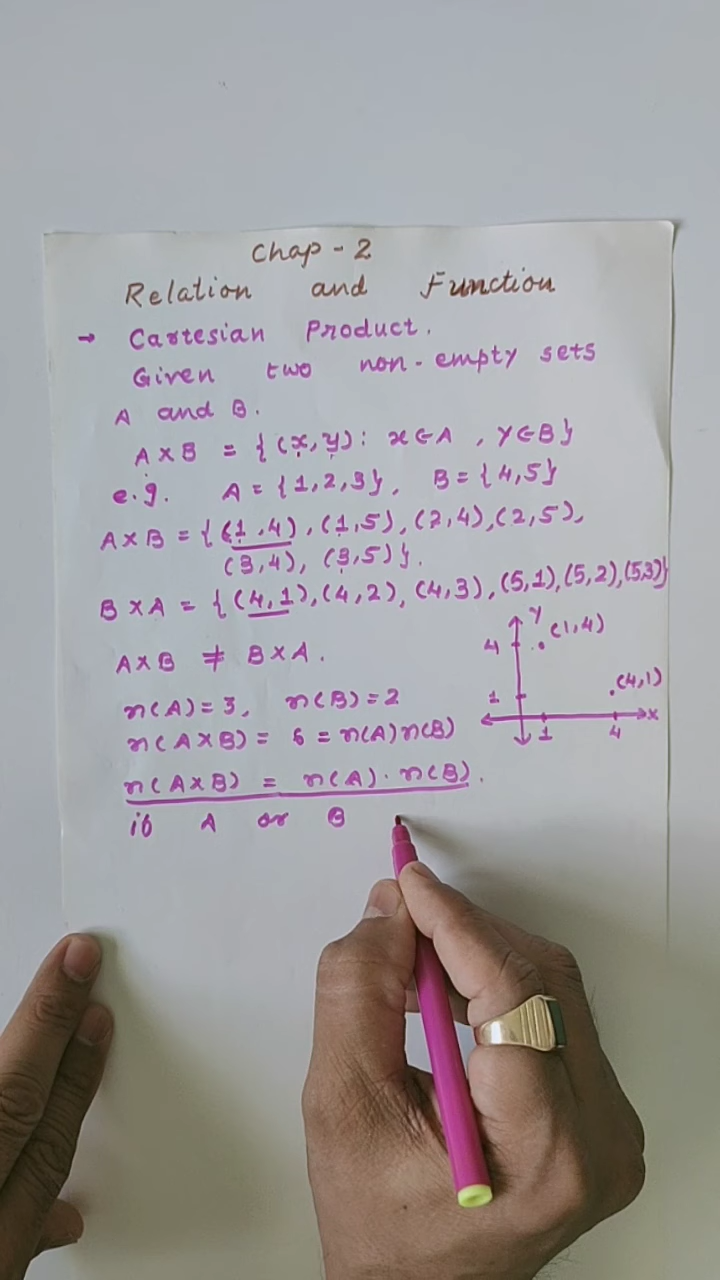 Chap - 2
Relation and Function
→ Cartesian Product.
Given two non-empty sets
A and B.
A × B = {(x, y) : x ∈ A , y ∈ B}
e.g. A = {1, 2, 3}, B = {4, 5}
A × B = {(1, 4), (1, 5), (2, 4), (2, 5),
(3, 4), (3, 5)}.
B × A = {(4, 1), (4, 2), (4, 3), (5, 1), (5, 2), (5, 3)}
A × B ≠ B × A.
n(A) = 3, n(B) = 2
n(A × B) = 6 = n(A) n(B)
n(A × B) = n(A) · n(B).
if A or B
Y
(1, 4)
4
(4, 1)
1
X
1 4